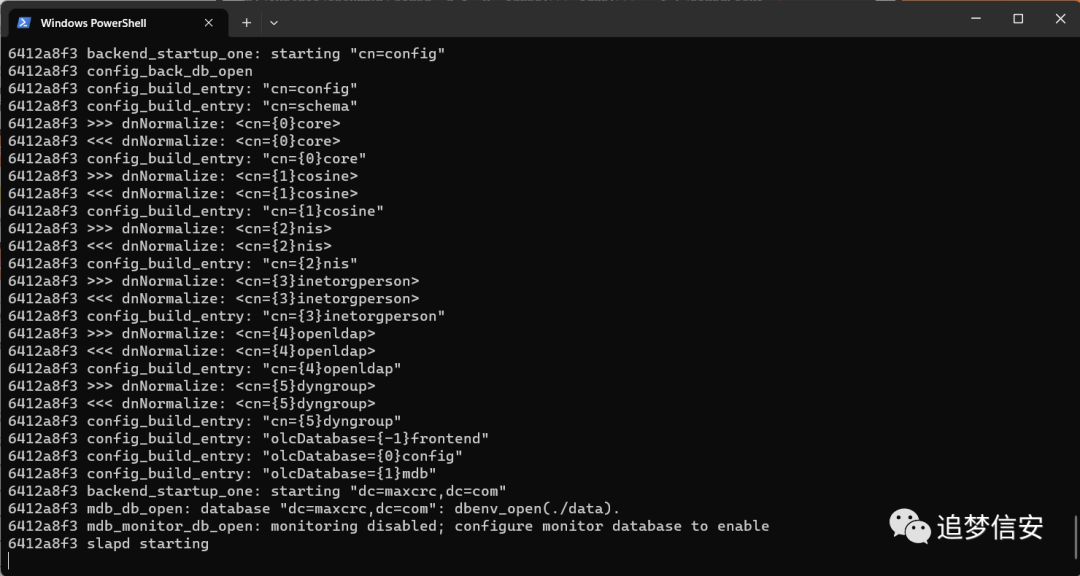 Windows PowerShell
6412a8f3 backend_startup_one: starting "cn=config"
6412a8f3 config_back_db_open
6412a8f3 config_build_entry: "cn=config"
6412a8f3 config_build_entry: "cn=schema"
6412a8f3 >>> dnNormalize: <cn={0}core>
6412a8f3 <<< dnNormalize: <cn={0}core>
6412a8f3 config_build_entry: "cn={0}core"
6412a8f3 >>> dnNormalize: <cn={1}cosine>
6412a8f3 <<< dnNormalize: <cn={1}cosine>
6412a8f3 config_build_entry: "cn={1}cosine"
6412a8f3 >>> dnNormalize: <cn={2}nis>
6412a8f3 <<< dnNormalize: <cn={2}nis>
6412a8f3 config_build_entry: "cn={2}nis"
6412a8f3 >>> dnNormalize: <cn={3}inetorgperson>
6412a8f3 <<< dnNormalize: <cn={3}inetorgperson>
6412a8f3 config_build_entry: "cn={3}inetorgperson"
6412a8f3 >>> dnNormalize: <cn={4}openldap>
6412a8f3 <<< dnNormalize: <cn={4}openldap>
6412a8f3 config_build_entry: "cn={4}openldap"
6412a8f3 >>> dnNormalize: <cn={5}dyngroup>
6412a8f3 <<< dnNormalize: <cn={5}dyngroup>
6412a8f3 config_build_entry: "cn={5}dyngroup"
6412a8f3 config_build_entry: "olcDatabase={-1}frontend"
6412a8f3 config_build_entry: "olcDatabase={0}config"
6412a8f3 config_build_entry: "olcDatabase={1}mdb"
6412a8f3 backend_startup_one: starting "dc=maxcrc,dc=com"
6412a8f3 mdb_db_open: database "dc=maxcrc,dc=com": dbenv_open(./data).
6412a8f3 mdb_monitor_db_open: monitoring disabled; configure monitor database to enable
6412a8f3 slapd starting
追梦信安